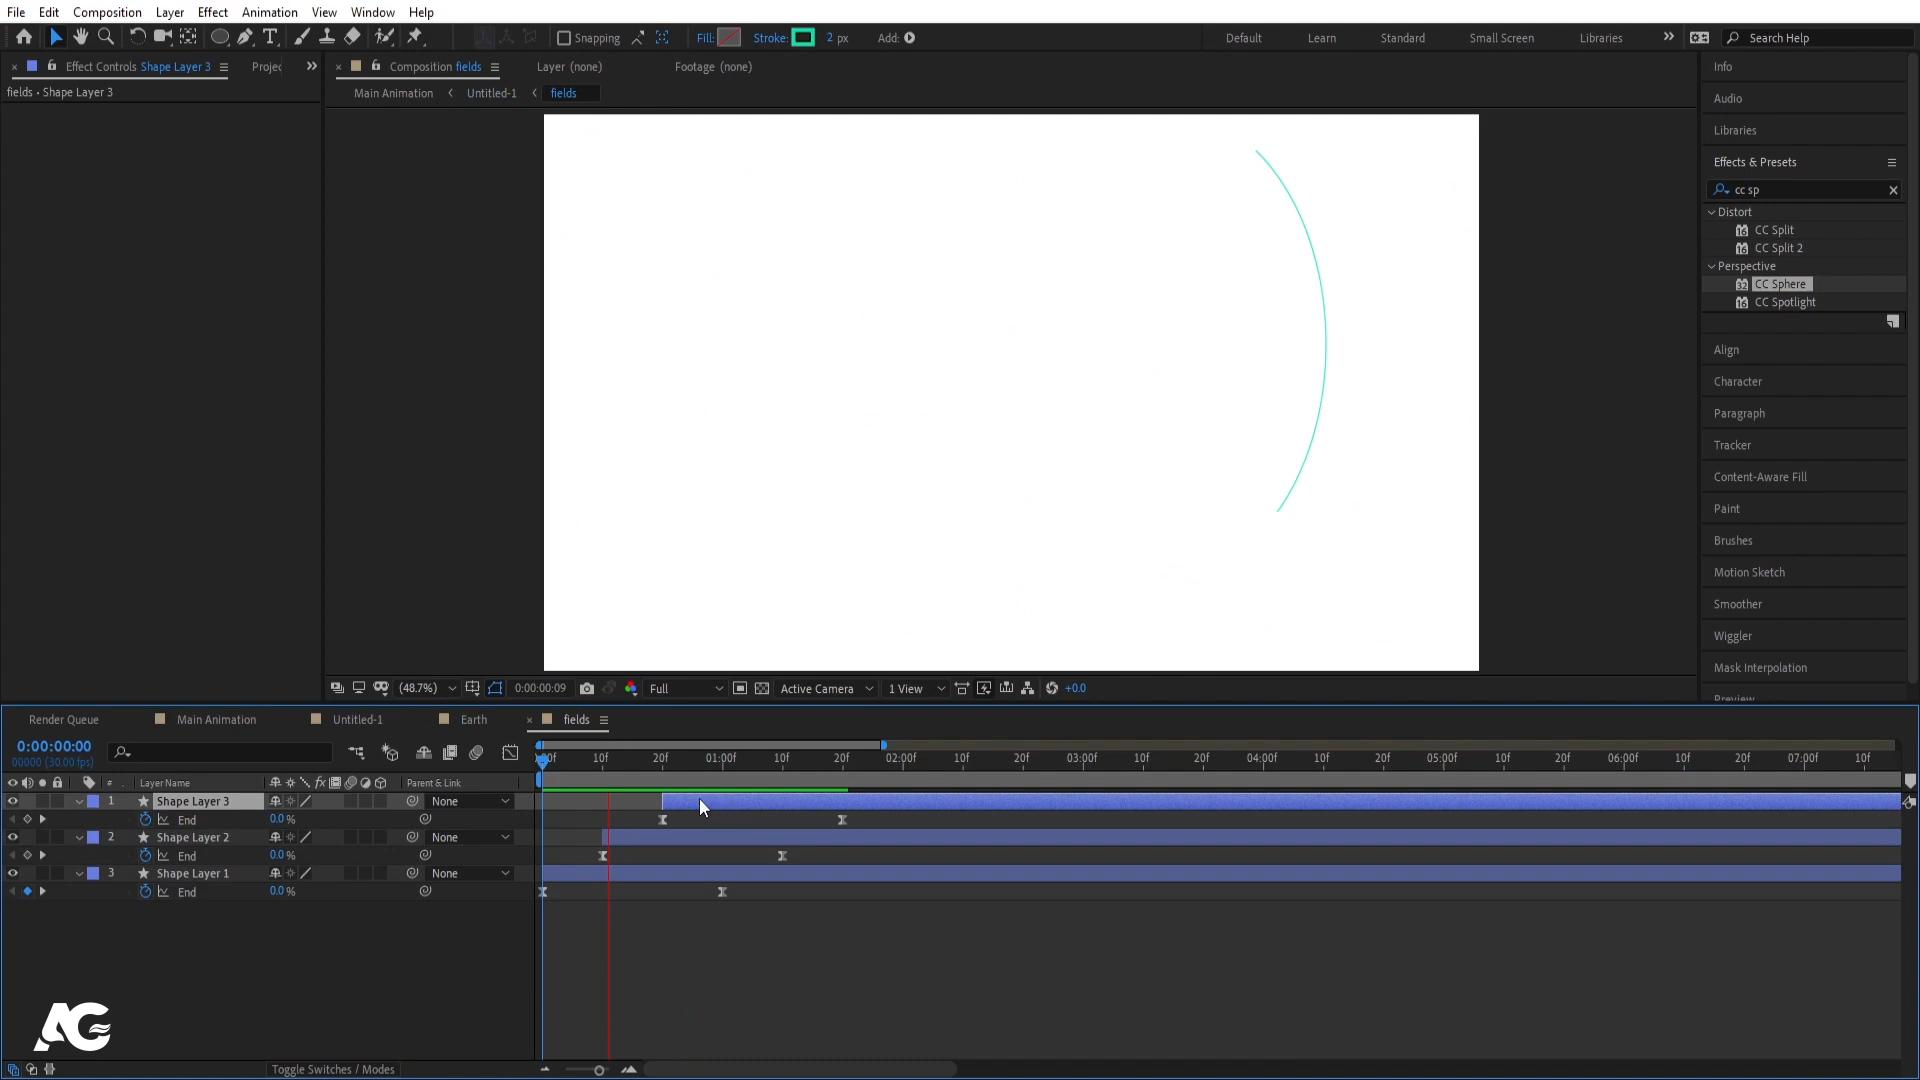 File Edit Composition Layer Effect Animation View Window Help
Snapping Fill: Stroke: 2 px Add: Default Learn Standard Small Screen Libraries Search Help
Effect Controls Shape Layer 3 Projec Composition fields Layer (none) Footage (none) Info
fields • Shape Layer 3 Main Animation Untitled-1 fields
Audio
Libraries
Effects & Presets
cc sp
Distort
CC Split
CC Split 2
Perspective
CC Sphere
CC Spotlight
Align
Character
Paragraph
Tracker
Content-Aware Fill
Paint
Brushes
Motion Sketch
Smoother
Wiggler
Mask Interpolation
Preview
(48.7%) 0:00:00:09 Full Active Camera 1 View +0.0
Render Queue Main Animation Untitled-1 Earth fields
0:00:00:00
00000 (30.00 fps)
:00f 10f 20f 01:00f 10f 20f 02:00f 10f 20f 03:00f 10f 20f 04:00f 10f 20f 05:00f 10f 20f 06:00f 10f 20f 07:00f 10f
# Layer Name fx Parent & Link
1 Shape Layer 3 None
End 0.0 %
2 Shape Layer 2 None
End 0.0 %
3 Shape Layer 1 None
End 0.0 %
AG
Toggle Switches / Modes